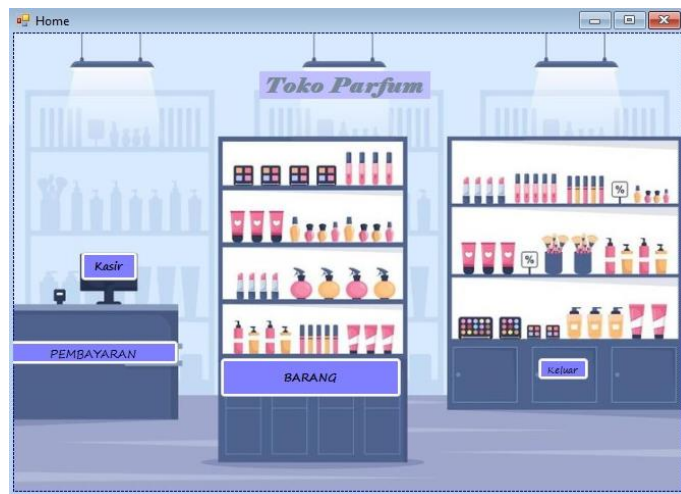 Home
Toko Parfum
%
%
Kasir
PEMBAYARAN
BARANG
Keluar